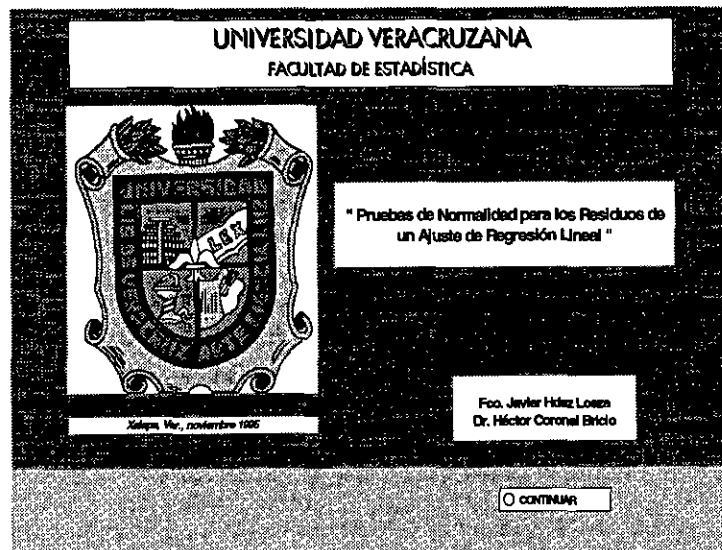 UNIVERSIDAD VERACRUZANA
FACULTAD DE ESTADÍSTICA
UNIVERSIDAD
LEX
" Pruebas de Normalidad para los Residuos de
un Ajuste de Regresión Lineal "
Xalapa, Ver., noviembre
Fco. Javier Hdez Loeza
Dr. Héctor Coronel Bricio
CONTINUAR